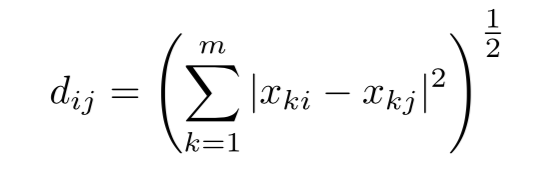 $d_{ij} = \left( \sum_{k=1}^{m} |x_{ki} - x_{kj}|^2 \right)^{\frac{1}{2}}$